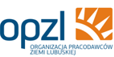 opzl
ORGANIZACJA PRACODAWCÓW
ZIEMI LUBUSKIEJ